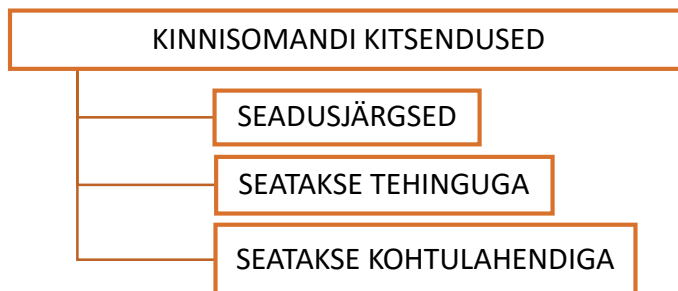 KINNISOMANDI KITSENDUSED
SEADUSJÄRGSED
SEATAKSE TEHINGUGA
SEATAKSE KOHTULAHENDIGA